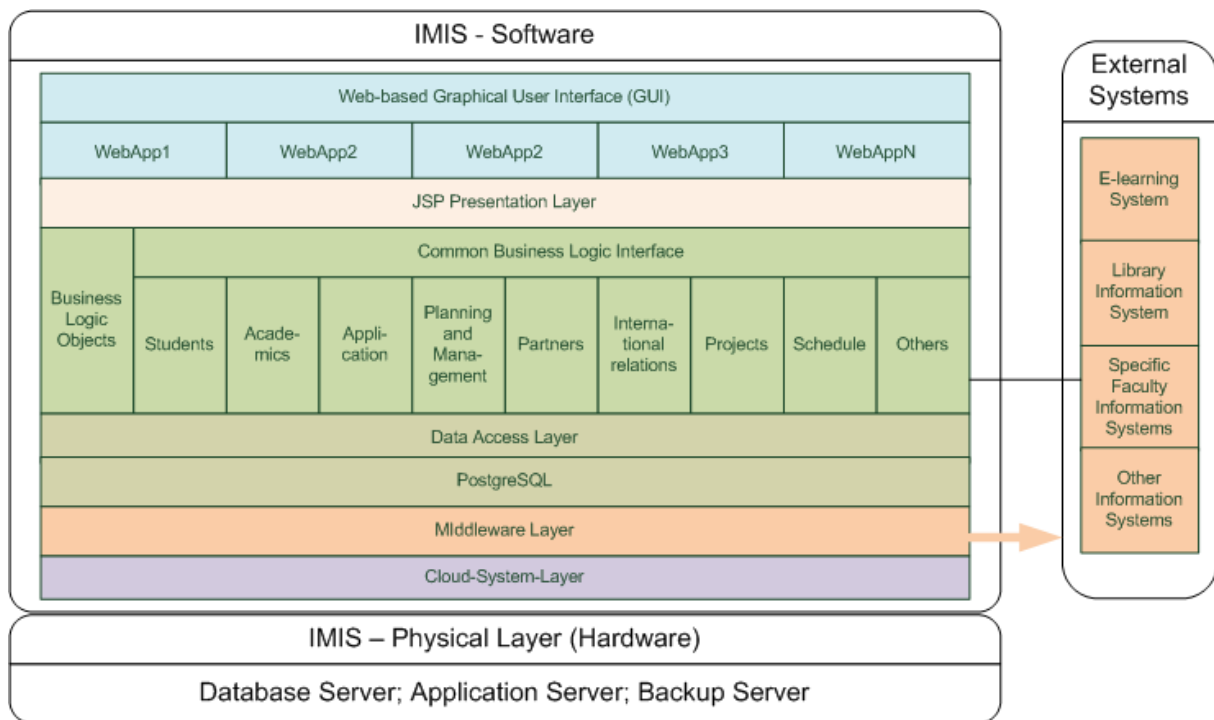 IMIS - Software
Web-based Graphical User Interface (GUI)
WebApp1
WebApp2
WebApp2
WebApp3
WebAppN
JSP Presentation Layer
Common Business Logic Interface
Business
Logic
Objects
Students
Acade-
mics
Appli-
cation
Planning
and
Mana-
gement
Partners
Interna-
tional
relations
Projects
Schedule
Others
Data Access Layer
PostgreSQL
MIddleware Layer
Cloud-System-Layer
IMIS – Physical Layer (Hardware)
Database Server; Application Server; Backup Server
External
Systems
E-learning
System
Library
Information
System
Specific
Faculty
Information
Systems
Other
Information
Systems